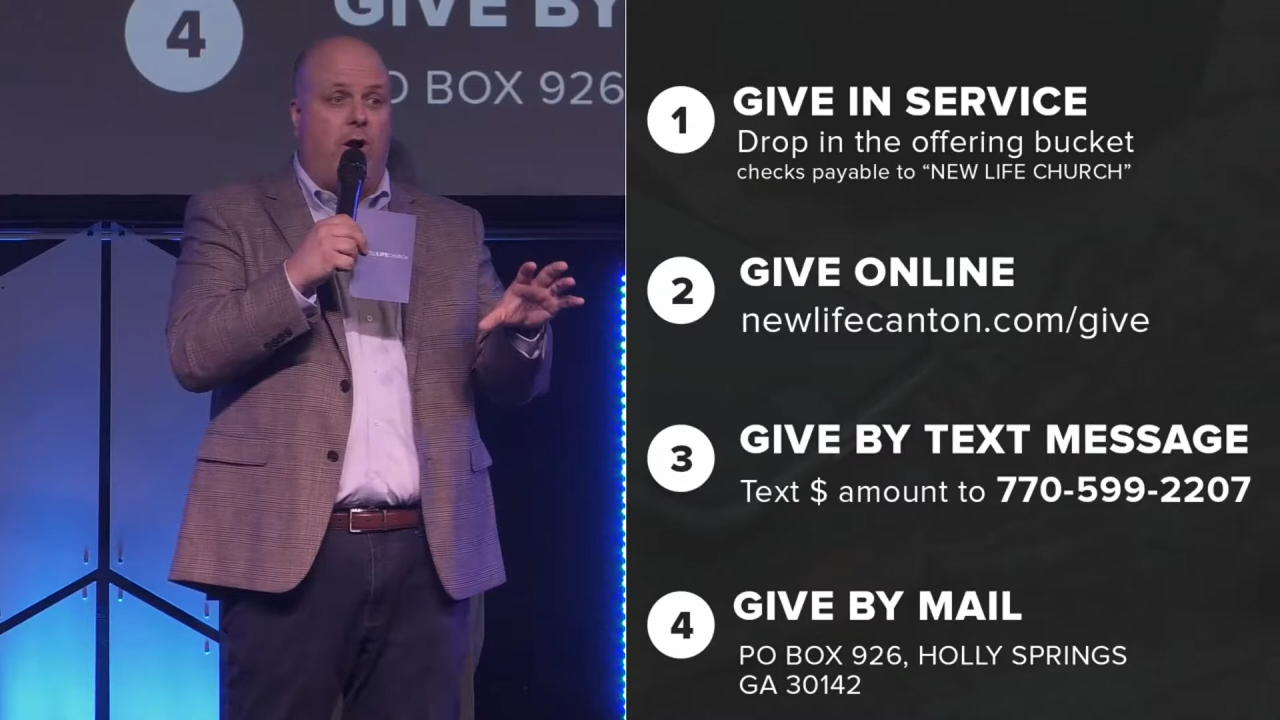 4
GIVE BY
PO BOX 926
LIFECHURCH
1
GIVE IN SERVICE
Drop in the offering bucket
checks payable to “NEW LIFE CHURCH”
2
GIVE ONLINE
newlifecanton.com/give
3
GIVE BY TEXT MESSAGE
Text $ amount to 770-599-2207
4
GIVE BY MAIL
PO BOX 926, HOLLY SPRINGS
GA 30142